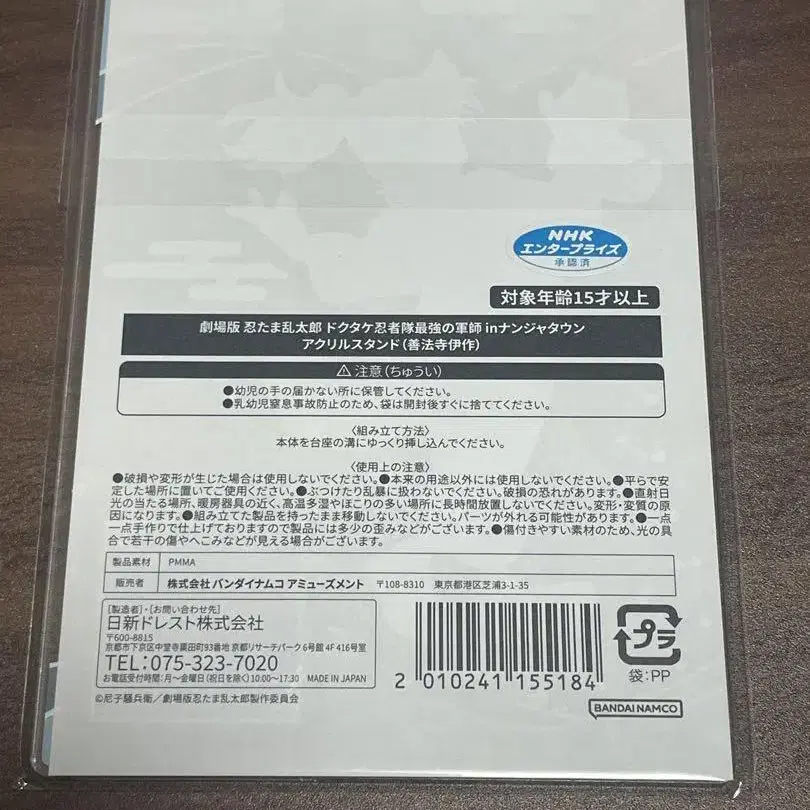 NHK
エンタープライズ
承認済
対象年齢15才以上
劇場版 忍たま乱太郎 ドクタケ忍者隊最強の軍師 inナンジャタウン
アクリルスタンド（善法寺伊作）
⚠注意（ちゅうい）
●幼児の手の届かない所に保管してください。
●乳幼児窒息事故防止のため、袋は開封後すぐに捨ててください。
〈組み立て方法〉
本体を台座の溝にゆっくり挿し込んでください。
〈使用上の注意〉
●破損や変形が生じた場合は使用しないでください。●本来の用途以外には使用しないでください。●平らで安
定した場所に置いてご使用ください。●ぶつけたり乱暴に扱わないでください。破損の恐れがあります。●直射日
光の当たる場所、暖房器具の近く、高温多湿やほこりの多い場所に長時間放置しないでください。変形・変質の原
因になります。●組み立てた製品を持ったまま移動しないでください。パーツが外れる可能性があります。●一点
一点手作りで仕上げておりますので製品には多少の歪みなどがございます。●傷付きやすい素材のため、光の具
合で若干の傷やへこみなどが見える場合がございます。
製品素材 PMMA
販売者 株式会社 バンダイナムコ アミューズメント 〒108-8310 東京都港区芝浦3-1-35
［製造者］・［お問い合わせ先］
日新ドレスト株式会社
〒600-8815
京都市下京区中堂寺粟田町93番地 京都リサーチパーク6号館 4F 416号室
TEL:075-323-7020
お電話受付時間:月〜金曜日（祝日を除く）10:00〜17:30 MADE IN JAPAN
©尼子騒兵衛／劇場版忍たま乱太郎製作委員会
2 010241 155184
プラ
袋:PP
BANDAI NAMCO